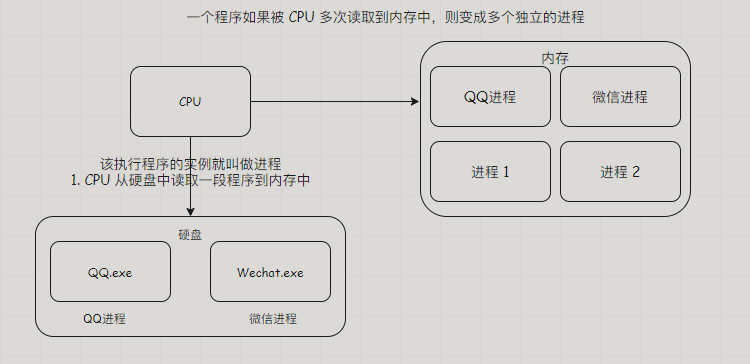 一个程序如果被 CPU 多次读取到内存中，则变成多个独立的进程
内存
CPU
QQ进程
微信进程
该执行程序的实例就叫做进程
1. CPU 从硬盘中读取一段程序到内存中
进程 1
进程 2
硬盘
QQ.exe
Wechat.exe
QQ进程
微信进程